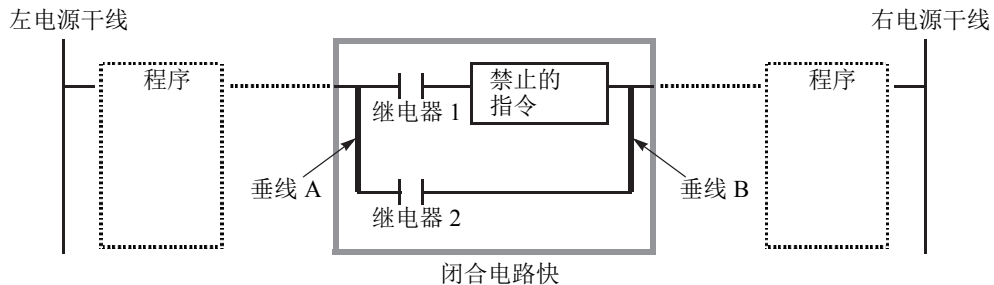 左电源干线
右电源干线
程序
继电器 1
禁止的
指令
程序
垂线 A
继电器 2
垂线 B
闭合电路快